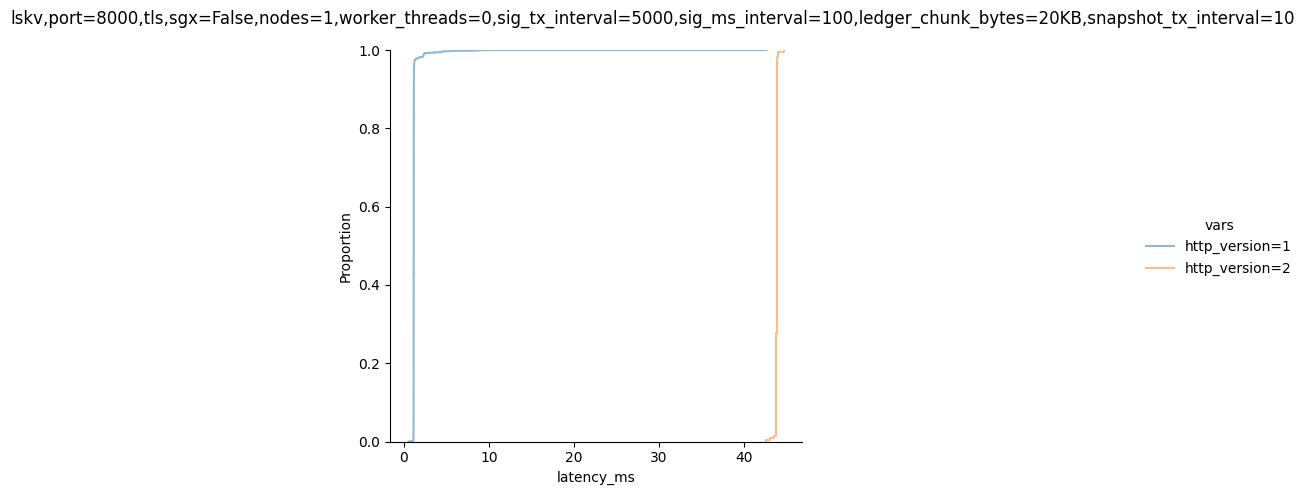 lskv,port=8000,tls,sgx=False,nodes=1,worker_threads=0,sig_tx_interval=5000,sig_ms_interval=100,ledger_chunk_bytes=20KB,snapshot_tx_interval=10
1.0
0.8
0.6
0.4
0.2
0.0
Proportion
0 10 20 30 40
latency_ms
vars
http_version=1
http_version=2